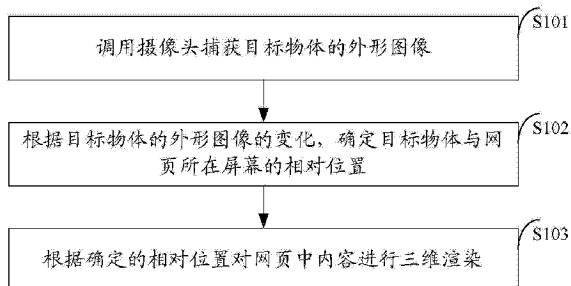 S101
调用摄像头捕获目标物体的外形图像
S102
根据目标物体的外形图像的变化，确定目标物体与网
页所在屏幕的相对位置
S103
根据确定的相对位置对网页中内容进行三维渲染